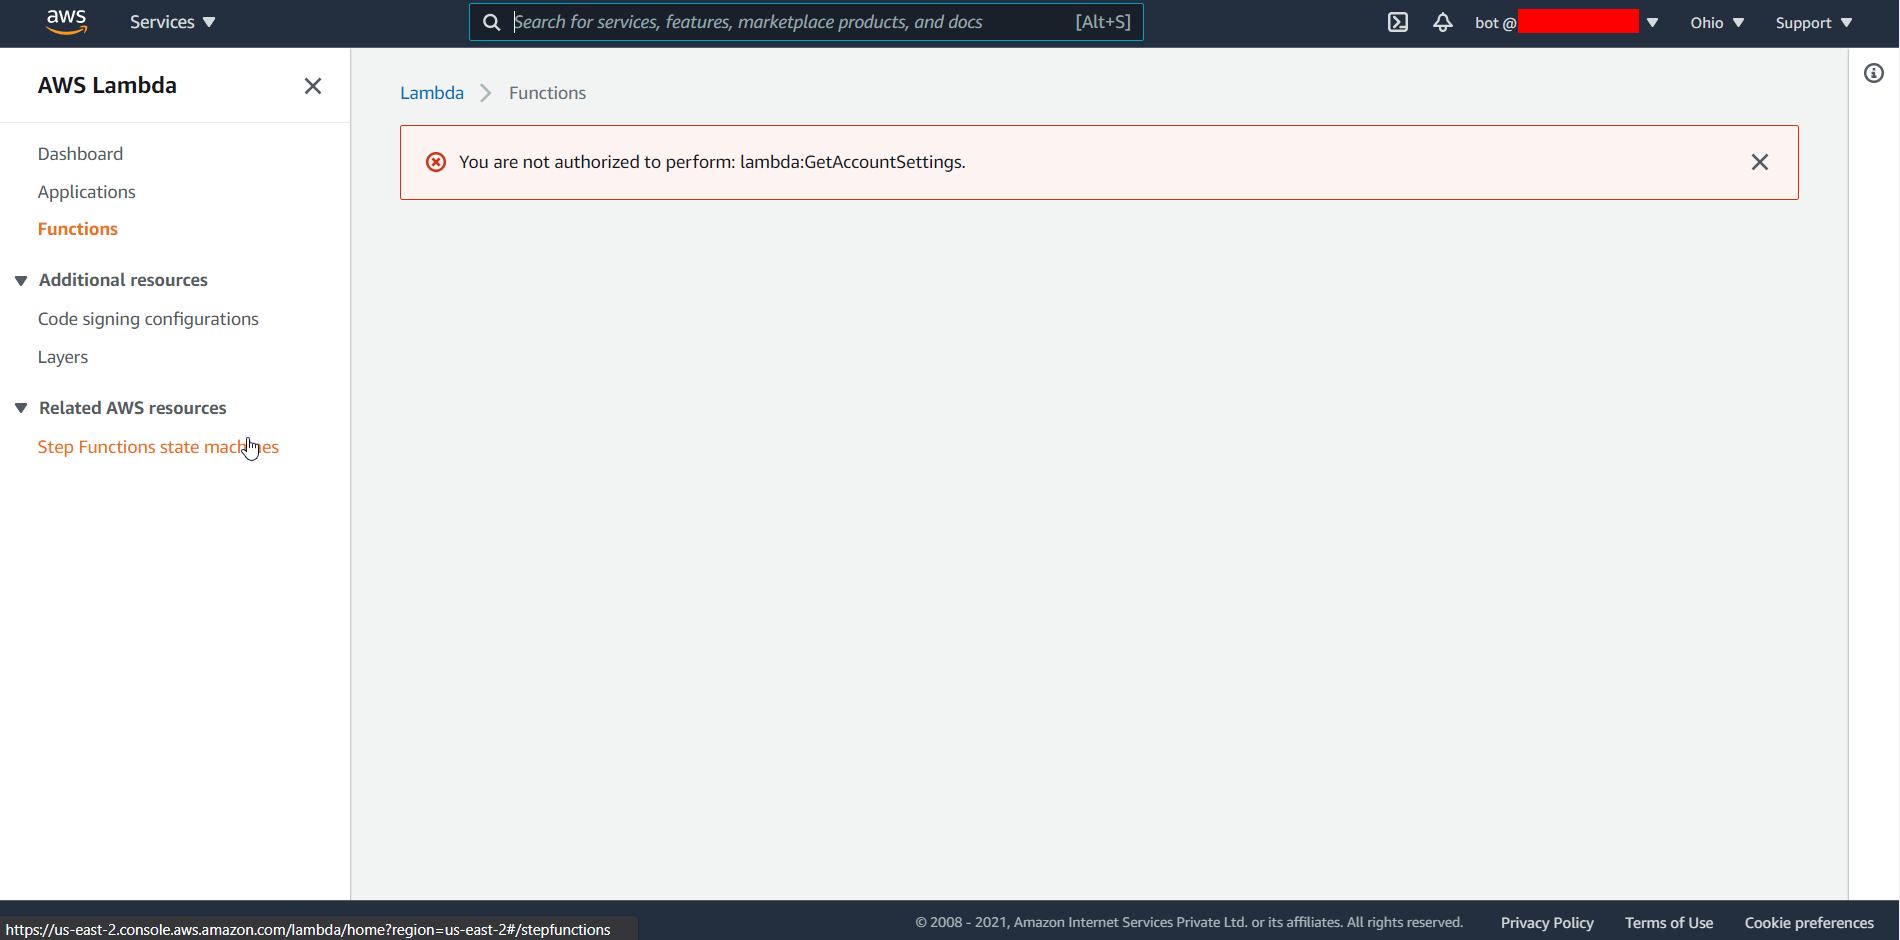 aws
Services
Search for services, features, marketplace products, and docs [Alt+S]
bot @
Ohio
Support
AWS Lambda
Dashboard
Applications
Functions
Additional resources
Code signing configurations
Layers
Related AWS resources
Step Functions state machines
Lambda Functions
You are not authorized to perform: lambda:GetAccountSettings.
https://us-east-2.console.aws.amazon.com/lambda/home?region=us-east-2#/stepfunctions
© 2008 - 2021, Amazon Internet Services Private Ltd. or its affiliates. All rights reserved.
Privacy Policy
Terms of Use
Cookie preferences